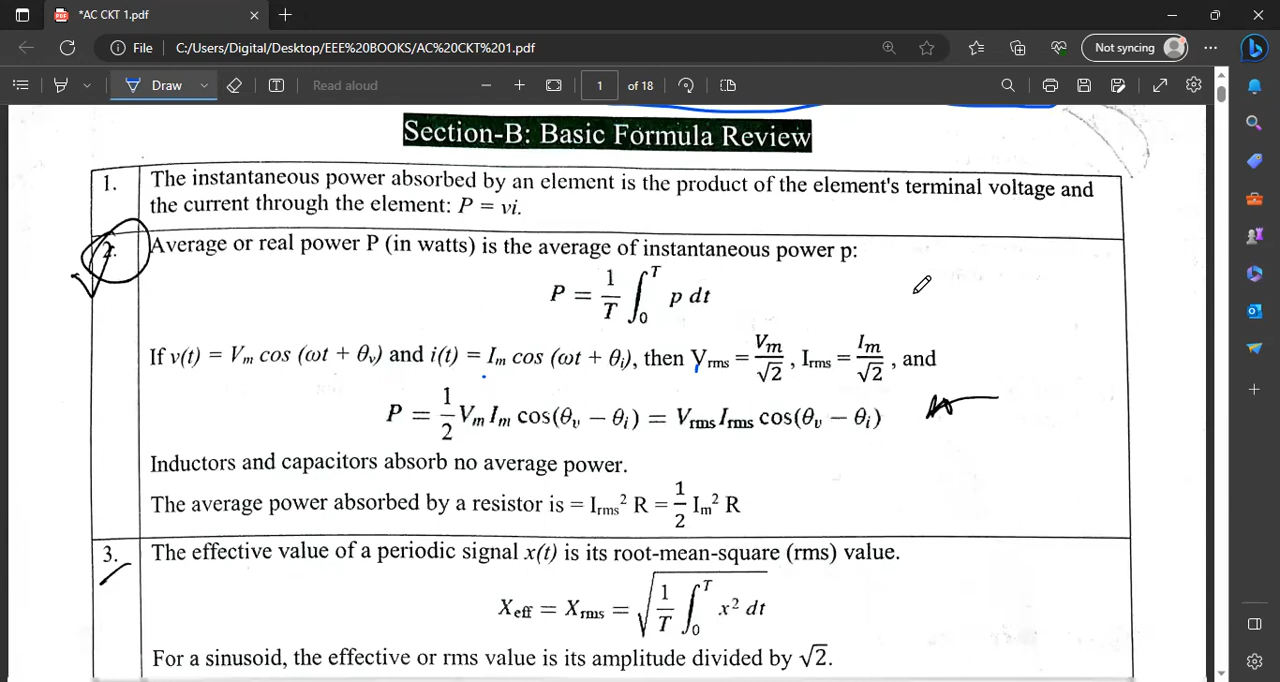 *AC CKT 1.pdf
File C:/Users/Digital/Desktop/EEE%20BOOKS/AC%20CKT%201.pdf Not syncing
Draw Read aloud 1 of 18
Section-B: Basic Formula Review
1. The instantaneous power absorbed by an element is the product of the element's terminal voltage and
the current through the element: P = vi.
2. Average or real power P (in watts) is the average of instantaneous power p:
P = 1/T ∫₀ᵀ p dt
If v(t) = Vm cos (ωt + θv) and i(t) = Im cos (ωt + θi), then Vrms = Vm/√2 , Irms = Im/√2 , and
P = 1/2 Vm Im cos(θv − θi) = Vrms Irms cos(θv − θi)
Inductors and capacitors absorb no average power.
The average power absorbed by a resistor is = Irms² R = 1/2 Im² R
3. The effective value of a periodic signal x(t) is its root-mean-square (rms) value.
Xeff = Xrms = √(1/T ∫₀ᵀ x² dt)
For a sinusoid, the effective or rms value is its amplitude divided by √2.